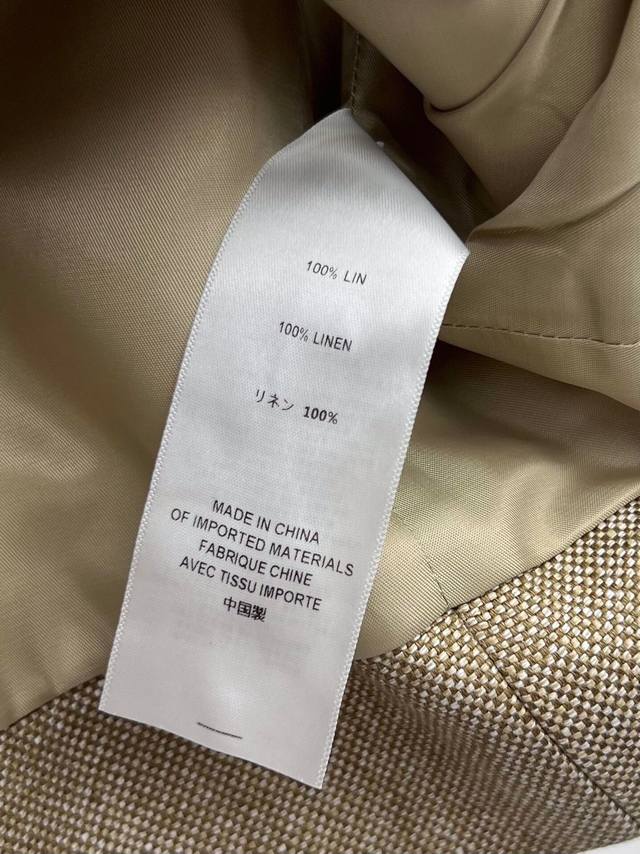 100% LIN
100% LINEN
リネン 100%
MADE IN CHINA
OF IMPORTED MATERIALS
FABRIQUE CHINE
AVEC TISSU IMPORTE
中国製